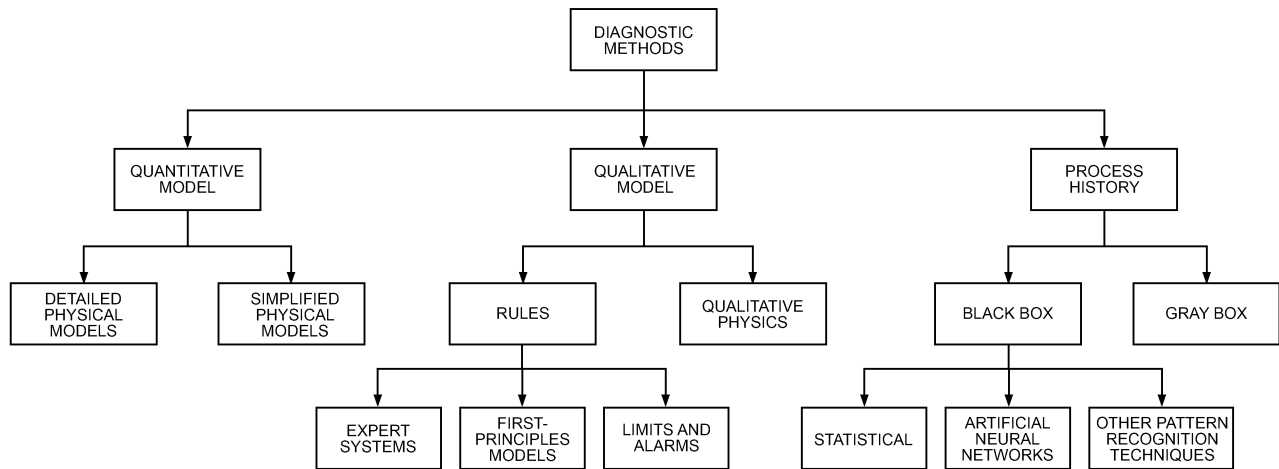 DIAGNOSTIC
METHODS
QUANTITATIVE
MODEL
QUALITATIVE
MODEL
PROCESS
HISTORY
DETAILED
PHYSICAL
MODELS
SIMPLIFIED
PHYSICAL
MODELS
RULES
QUALITATIVE
PHYSICS
BLACK BOX
GRAY BOX
EXPERT
SYSTEMS
FIRST-
PRINCIPLES
MODELS
LIMITS AND
ALARMS
STATISTICAL
ARTIFICIAL
NEURAL
NETWORKS
OTHER PATTERN
RECOGNITION
TECHNIQUES